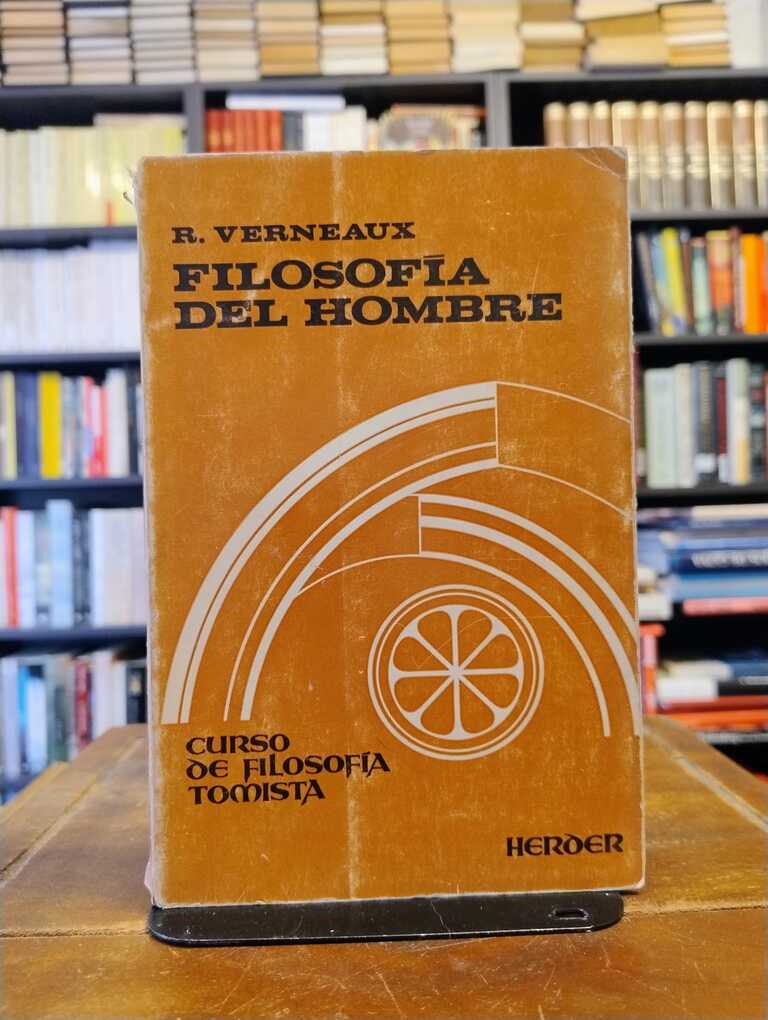 R. VERNEAUX
FILOSOFÍA
DEL HOMBRE
CURSO
DE FILOSOFÍA
TOMISTA
HERDER